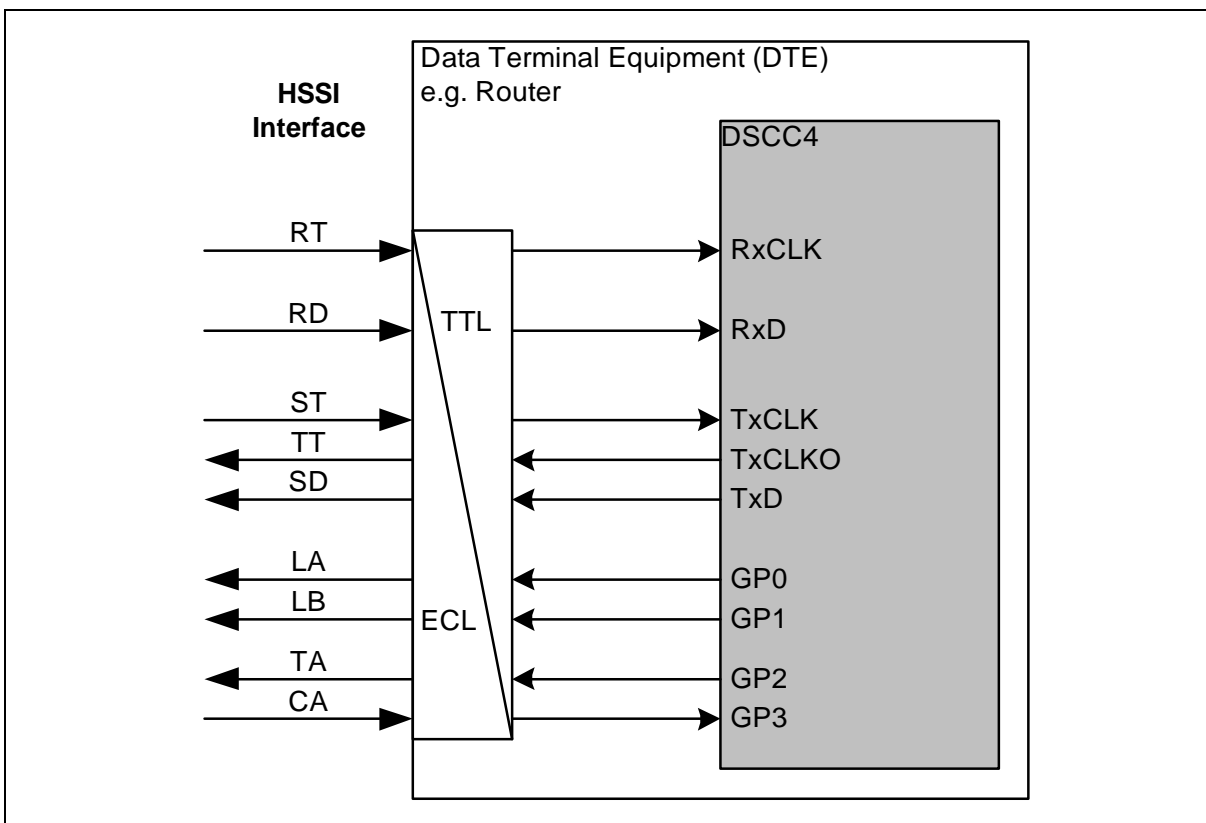 Data Terminal Equipment (DTE)
e.g. Router
HSSI
Interface
DSCC4
RT
RxCLK
RD
TTL
RxD
ST
TxCLK
TT
TxCLKO
SD
TxD
LA
GP0
LB
ECL
GP1
TA
GP2
CA
GP3